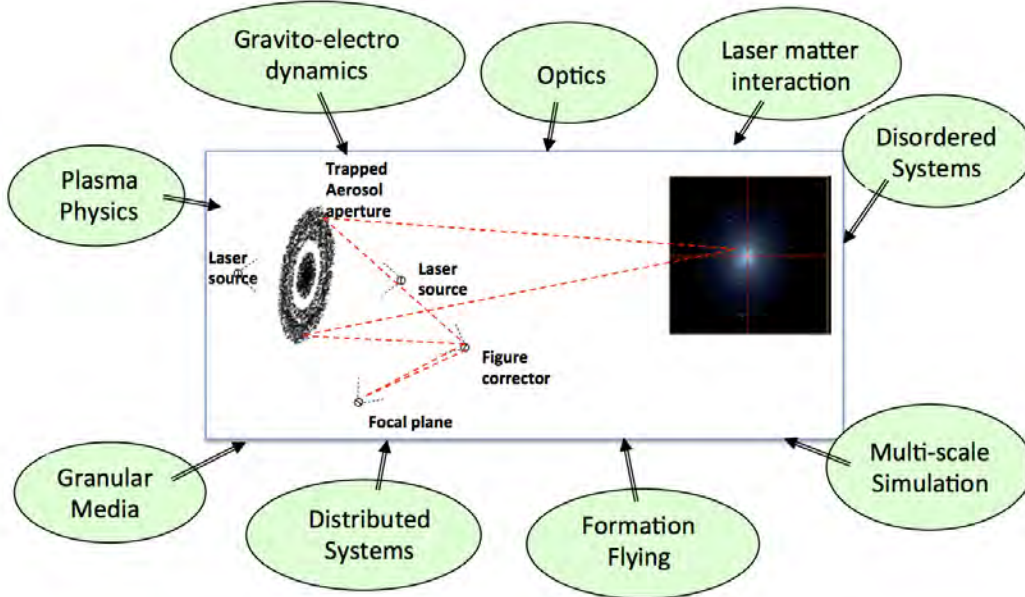 Gravito-electro
dynamics
Optics
Laser matter
interaction
Disordered
Systems
Plasma
Physics
Trapped
Aerosol
aperture
Laser
source
Laser
source
Figure
corrector
Focal plane
Granular
Media
Distributed
Systems
Formation
Flying
Multi-scale
Simulation